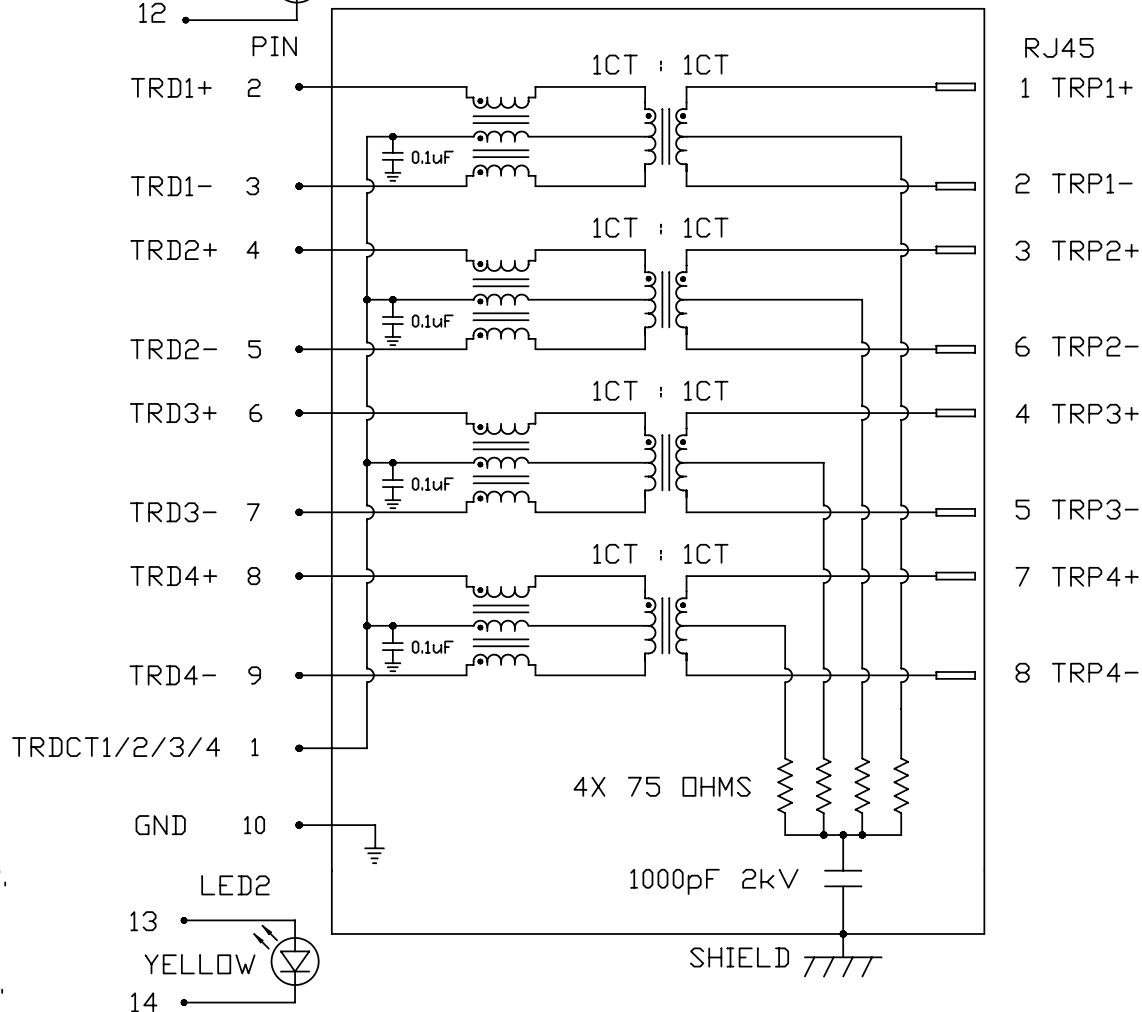 12
PIN RJ45
1CT : 1CT
TRD1+ 2 1 TRP1+
0.1uF
TRD1- 3 2 TRP1-
1CT : 1CT
TRD2+ 4 3 TRP2+
0.1uF
TRD2- 5 6 TRP2-
1CT : 1CT
TRD3+ 6 4 TRP3+
0.1uF
TRD3- 7 5 TRP3-
1CT : 1CT
TRD4+ 8 7 TRP4+
0.1uF
TRD4- 9 8 TRP4-
TRDCT1/2/3/4 1
4X 75 OHMS
GND 10
1000pF 2kV
LED2
13
YELLOW
SHIELD
14